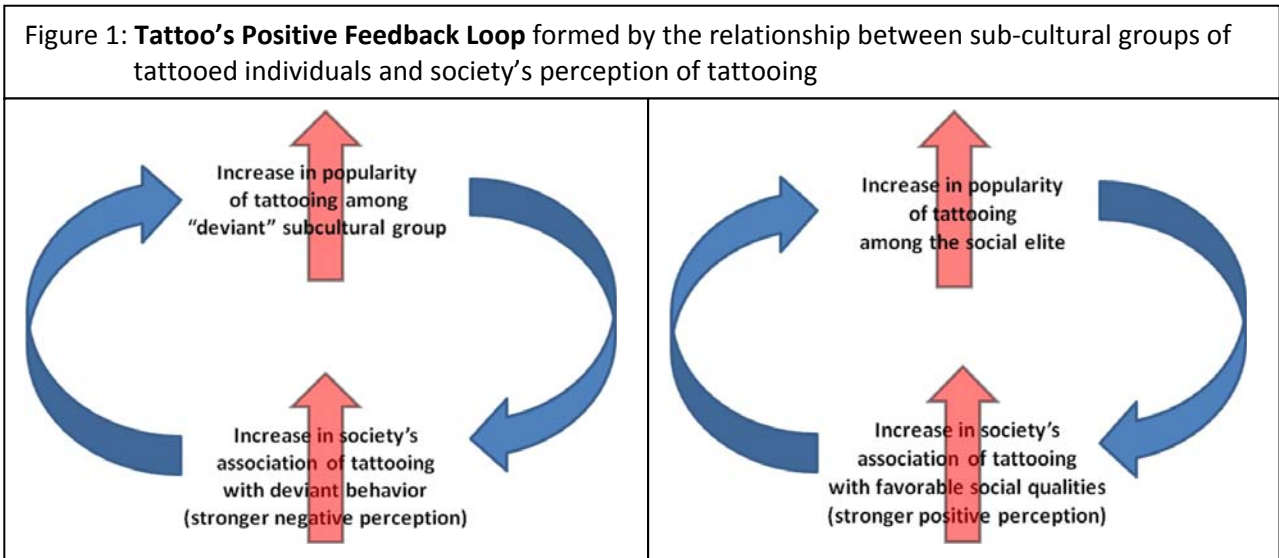 Figure 1: Tattoo’s Positive Feedback Loop formed by the relationship between sub-cultural groups of
tattooed individuals and society’s perception of tattooing
Increase in popularity
of tattooing among
“deviant” subcultural group
Increase in society’s
association of tattooing
with deviant behavior
(stronger negative perception)
Increase in popularity
of tattooing
among the social elite
Increase in society’s
association of tattooing
with favorable social qualities
(stronger positive perception)